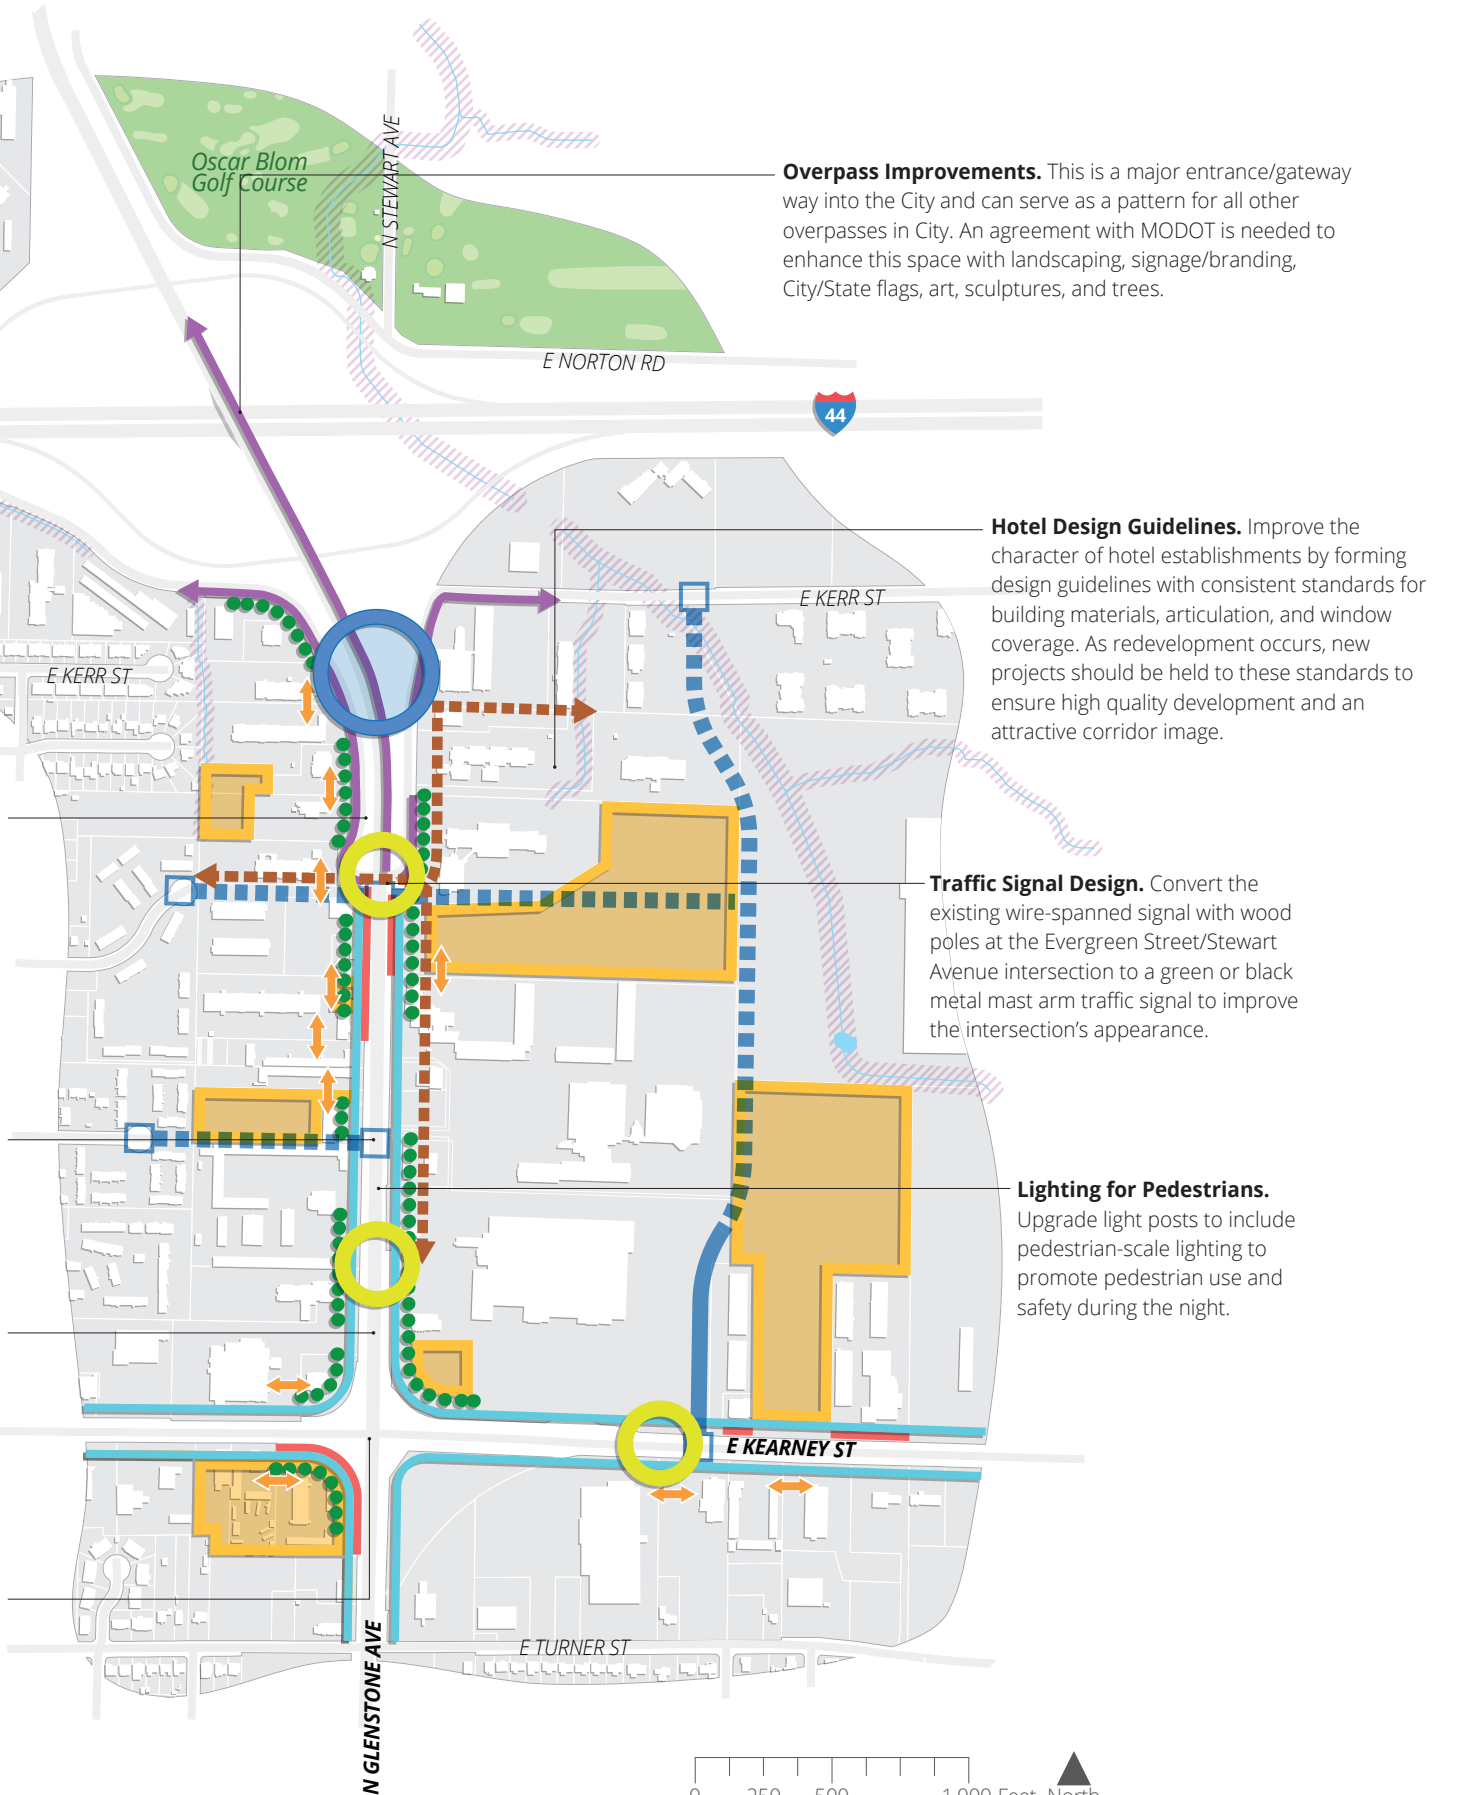 Oscar Blom
Golf Course
N STEWART AVE
Overpass Improvements. This is a major entrance/gateway
way into the City and can serve as a pattern for all other
overpasses in City. An agreement with MODOT is needed to
enhance this space with landscaping, signage/branding,
City/State flags, art, sculptures, and trees.
E NORTON RD
44
Hotel Design Guidelines. Improve the
character of hotel establishments by forming
design guidelines with consistent standards for
building materials, articulation, and window
coverage. As redevelopment occurs, new
projects should be held to these standards to
ensure high quality development and an
attractive corridor image.
E KERR ST
E KERR ST
Traffic Signal Design. Convert the
existing wire-spanned signal with wood
poles at the Evergreen Street/Stewart
Avenue intersection to a green or black
metal mast arm traffic signal to improve
the intersection's appearance.
Lighting for Pedestrians.
Upgrade light posts to include
pedestrian-scale lighting to
promote pedestrian use and
safety during the night.
E KEARNEY ST
E TURNER ST
N GLENSTONE AVE
0 250 500 1,000 Feet North